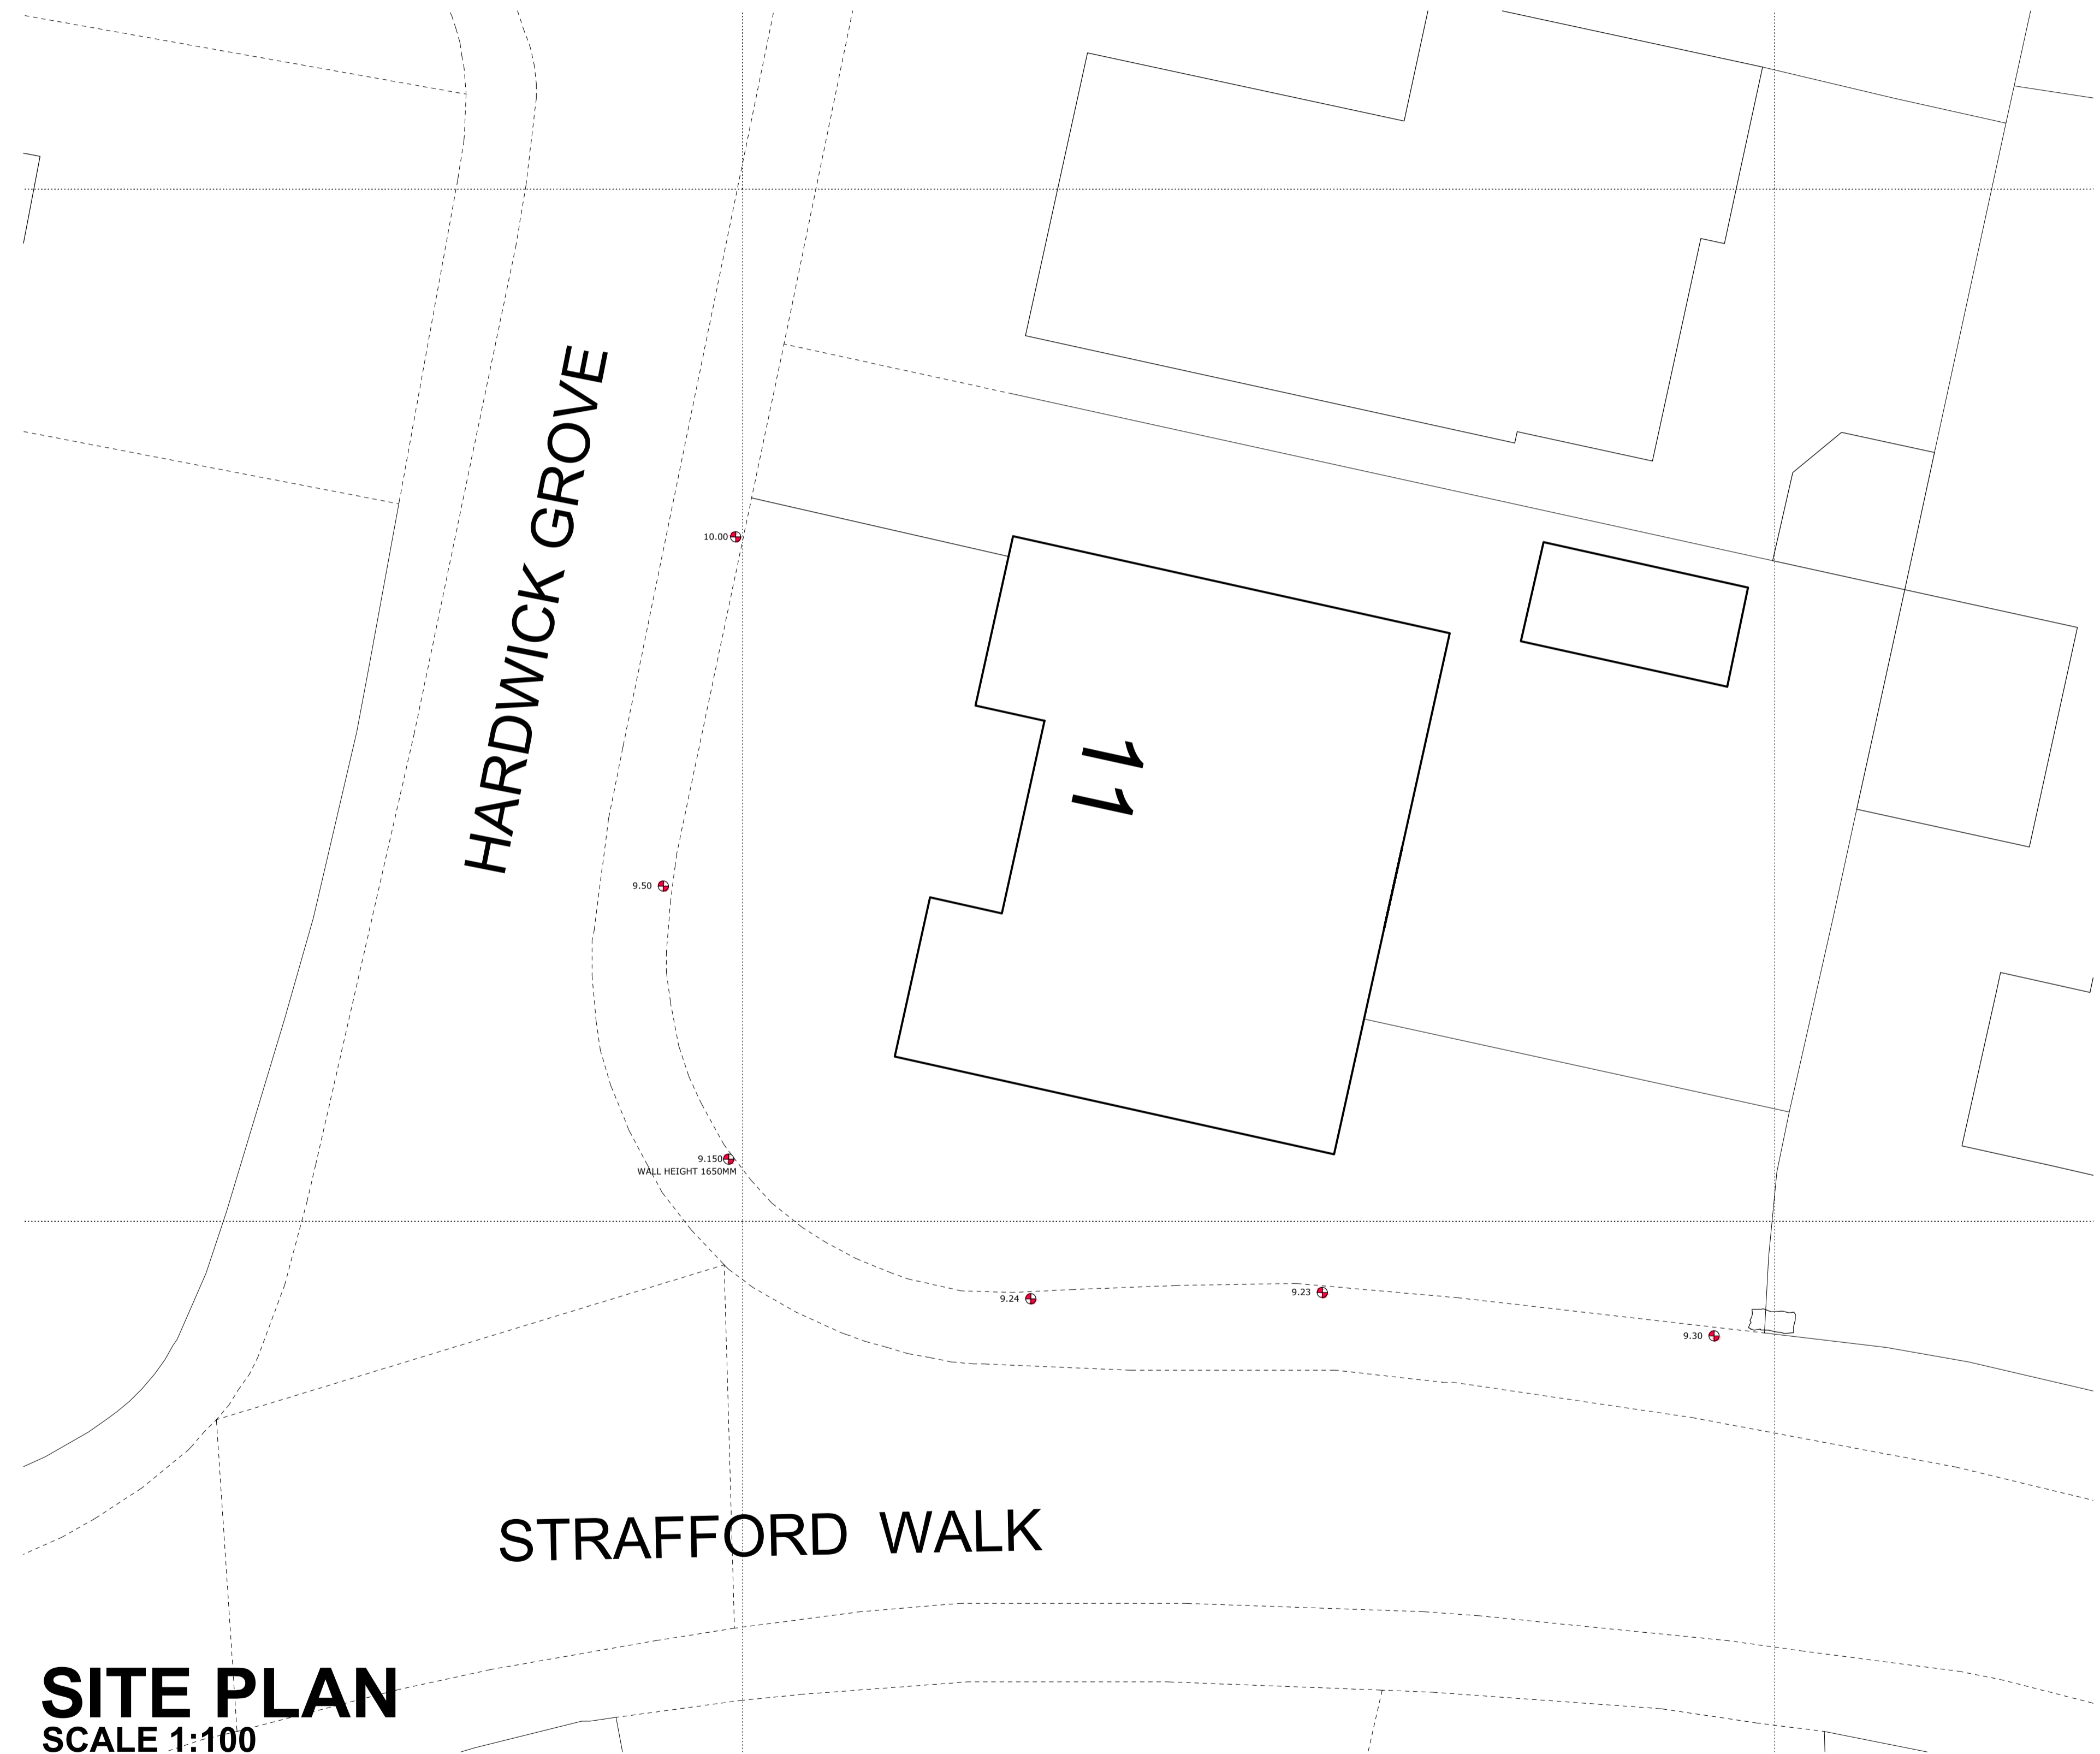 HARDWICK GROVE
10.00
11
9.50
9.150
WALL HEIGHT 1650MM
9.24
9.23
9.30
STRAFFORD WALK
SITE PLAN
SCALE 1:100